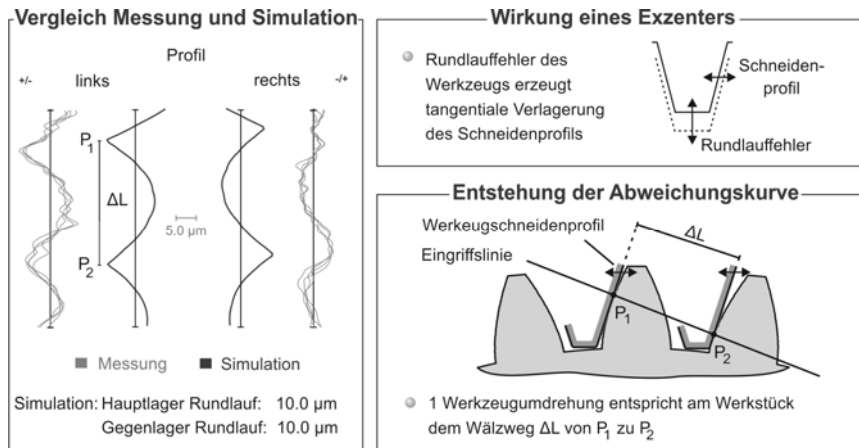 Vergleich Messung und Simulation
Profil
+/-
links
rechts
-/+
P1
ΔL
5.0 µm
P2
Messung
Simulation
Simulation: Hauptlager Rundlauf: 10.0 µm
Gegenlager Rundlauf: 10.0 µm
Wirkung eines Exzenters
Rundlauffehler des
Werkzeugs erzeugt
tangentiale Verlagerung
des Schneidenprofils
Schneiden-
profil
Rundlauffehler
Entstehung der Abweichungskurve
Werkeugschneidenprofil
Eingriffslinie
ΔL
P1
P2
1 Werkzeugumdrehung entspricht am Werkstück
dem Wälzweg ΔL von P1 zu P2